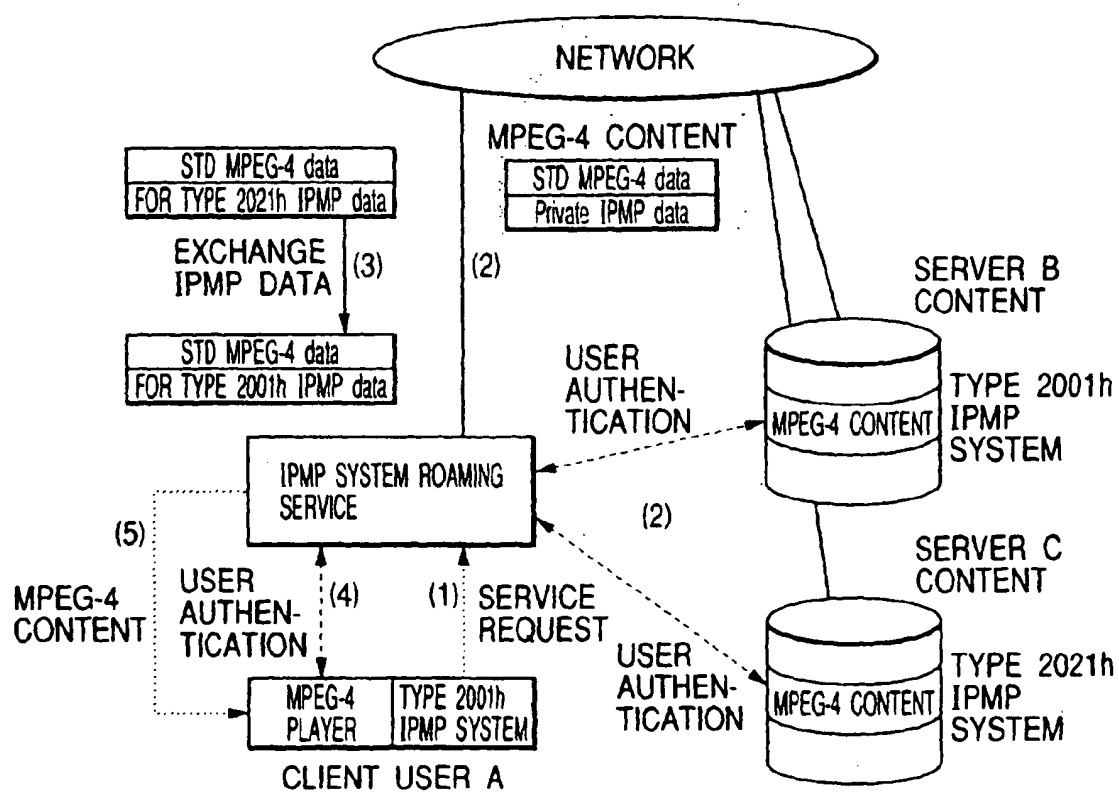 NETWORK
MPEG-4 CONTENT
STD MPEG-4 data
Private IPMP data
STD MPEG-4 data
FOR TYPE 2021h IPMP data
EXCHANGE
IPMP DATA
(3)
(2)
STD MPEG-4 data
FOR TYPE 2001h IPMP data
SERVER B
CONTENT
USER
AUTHEN-
TICATION
MPEG-4 CONTENT
TYPE 2001h
IPMP
SYSTEM
IPMP SYSTEM ROAMING
SERVICE
(2)
(5)
MPEG-4
CONTENT
USER
AUTHEN-
TICATION
(4)
(1)
SERVICE
REQUEST
SERVER C
CONTENT
USER
AUTHEN-
TICATION
MPEG-4 CONTENT
TYPE 2021h
IPMP
SYSTEM
MPEG-4
PLAYER
TYPE 2001h
IPMP SYSTEM
CLIENT USER A